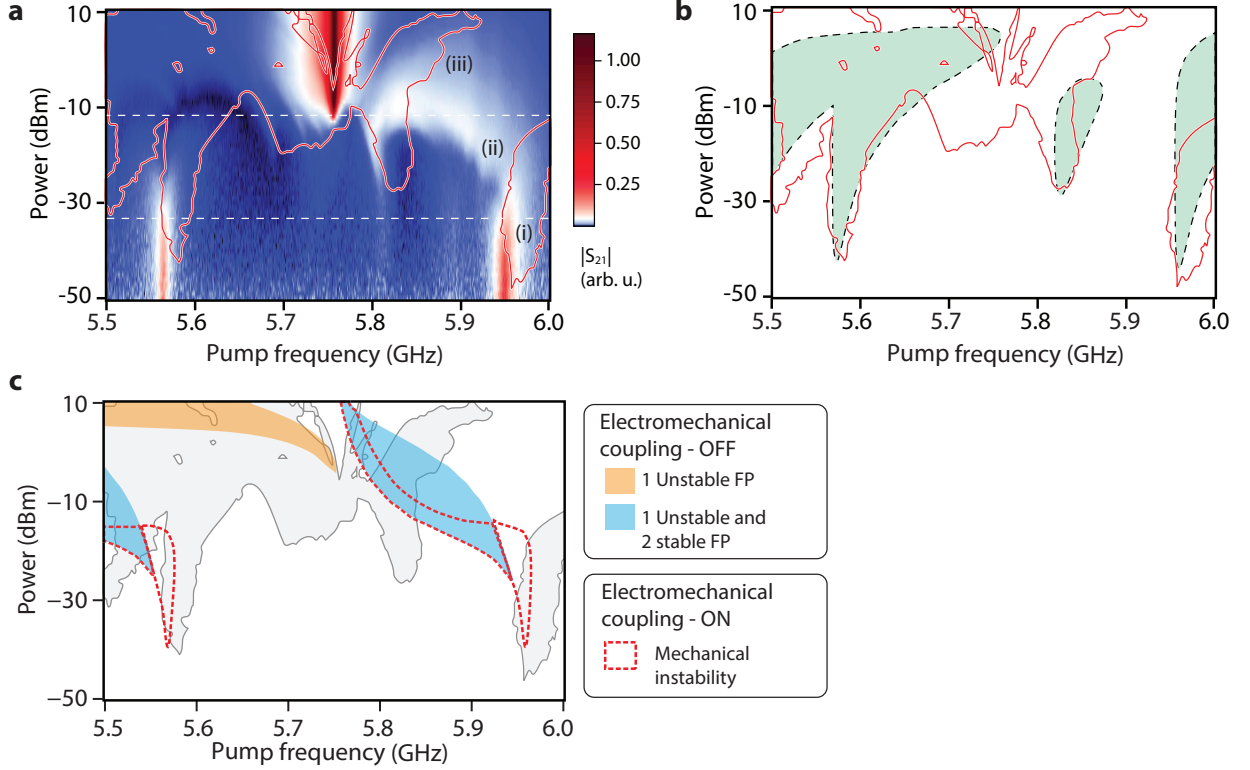 a
10
-10
-30
-50
Power (dBm)
5.5
5.6
5.7
5.8
5.9
6.0
Pump frequency (GHz)
(iii)
(ii)
(i)
1.00
0.75
0.50
0.25
|S21|
(arb. u.)
b
10
-10
-30
-50
Power (dBm)
5.5
5.6
5.7
5.8
5.9
6.0
Pump frequency (GHz)
c
10
−10
−30
−50
Power (dBm)
5.5
5.6
5.7
5.8
5.9
6.0
Pump frequency (GHz)
Electromechanical
coupling - OFF
1 Unstable FP
1 Unstable and
2 stable FP
Electromechanical
coupling - ON
Mechanical
instability